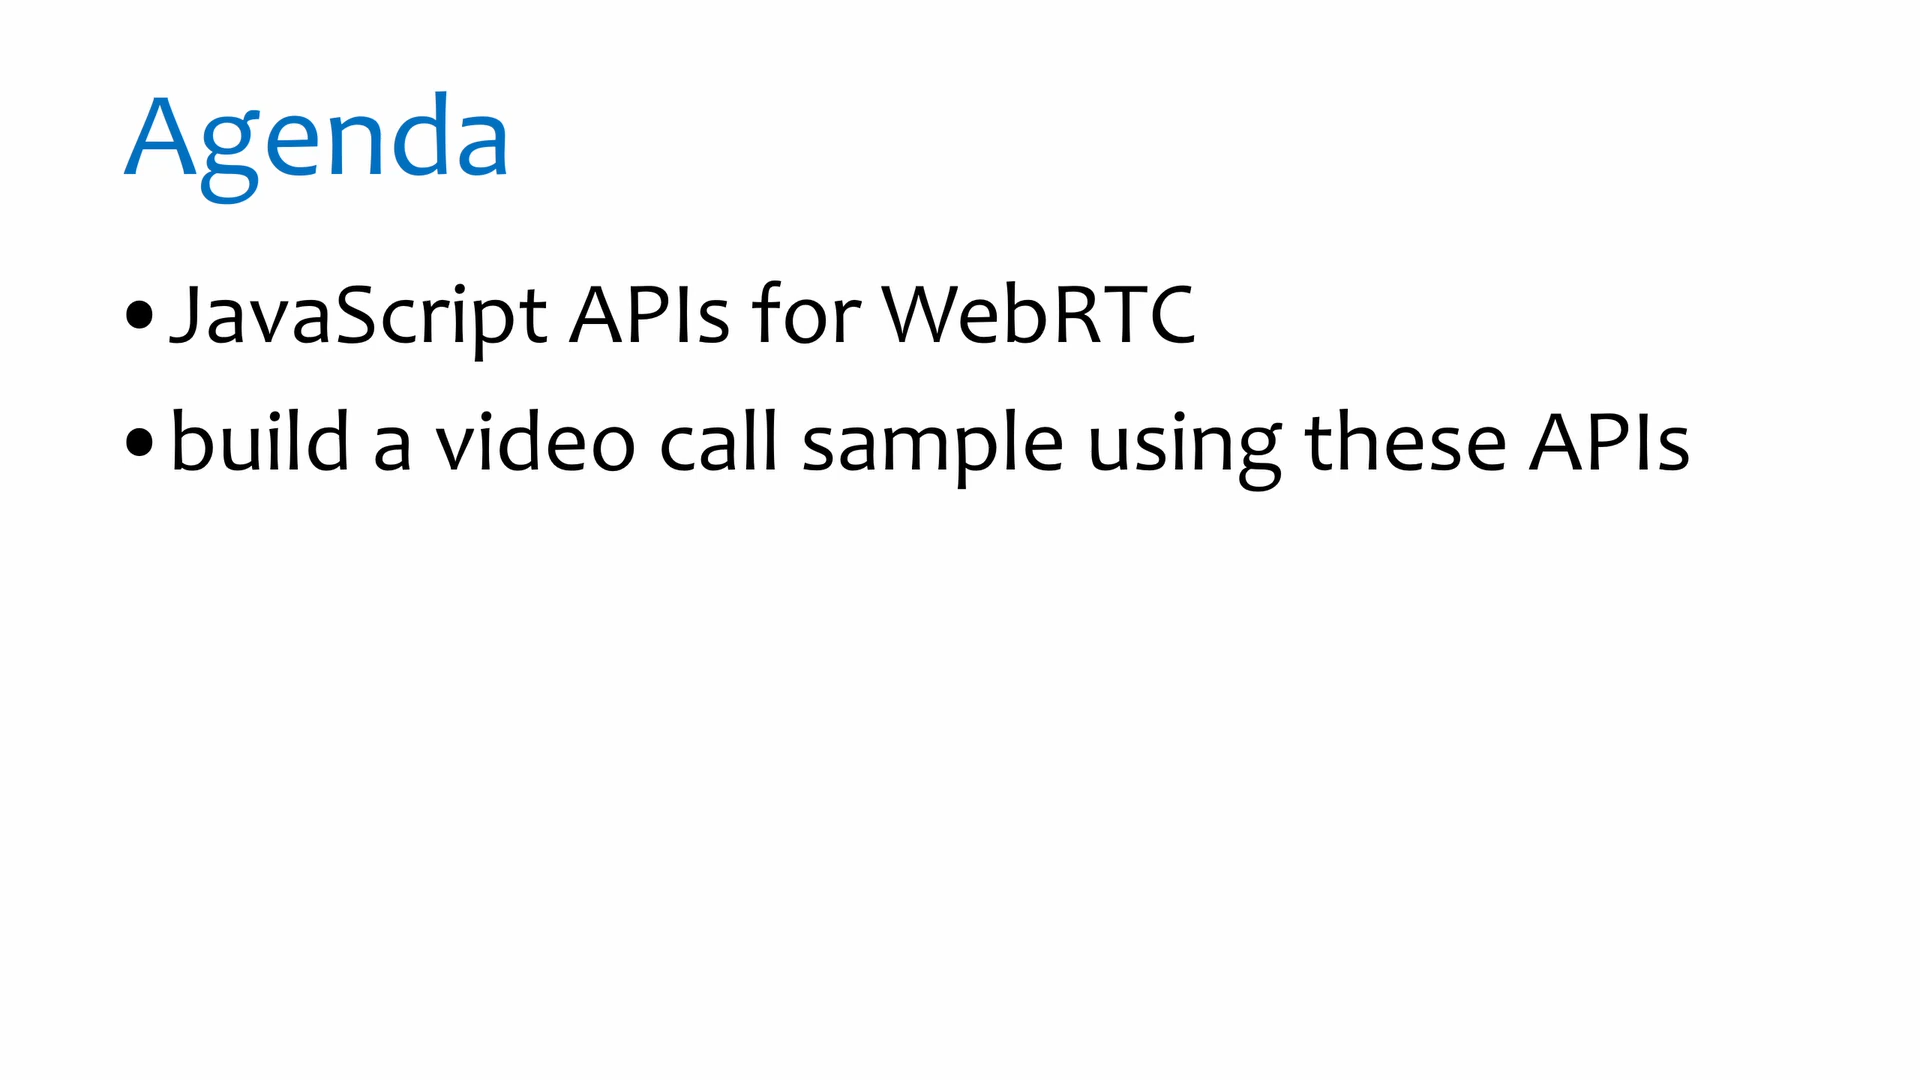 Agenda
• JavaScript APIs for WebRTC
• build a video call sample using these APIs